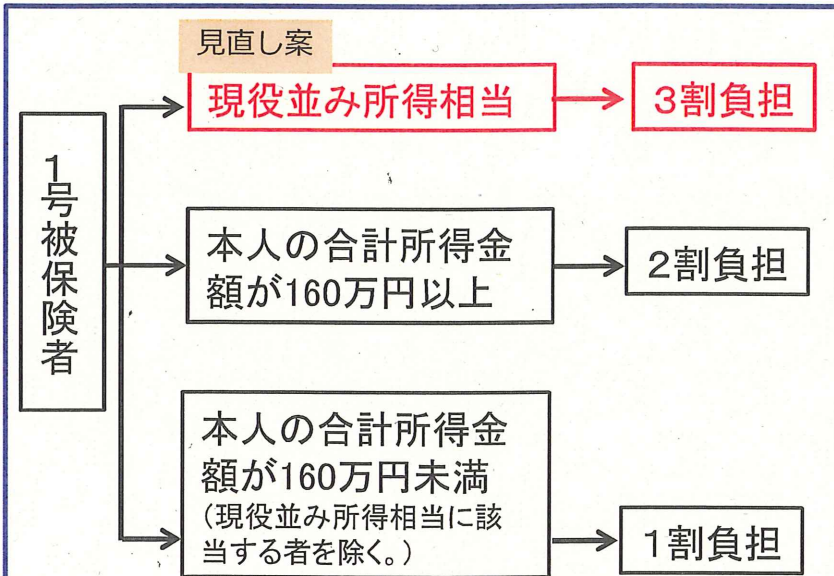 見直し案
現役並み所得相当
3割負担
1号被保険者
本人の合計所得金
額が160万円以上
2割負担
本人の合計所得金
額が160万円未満
(現役並み所得相当に該
当する者を除く。)
1割負担